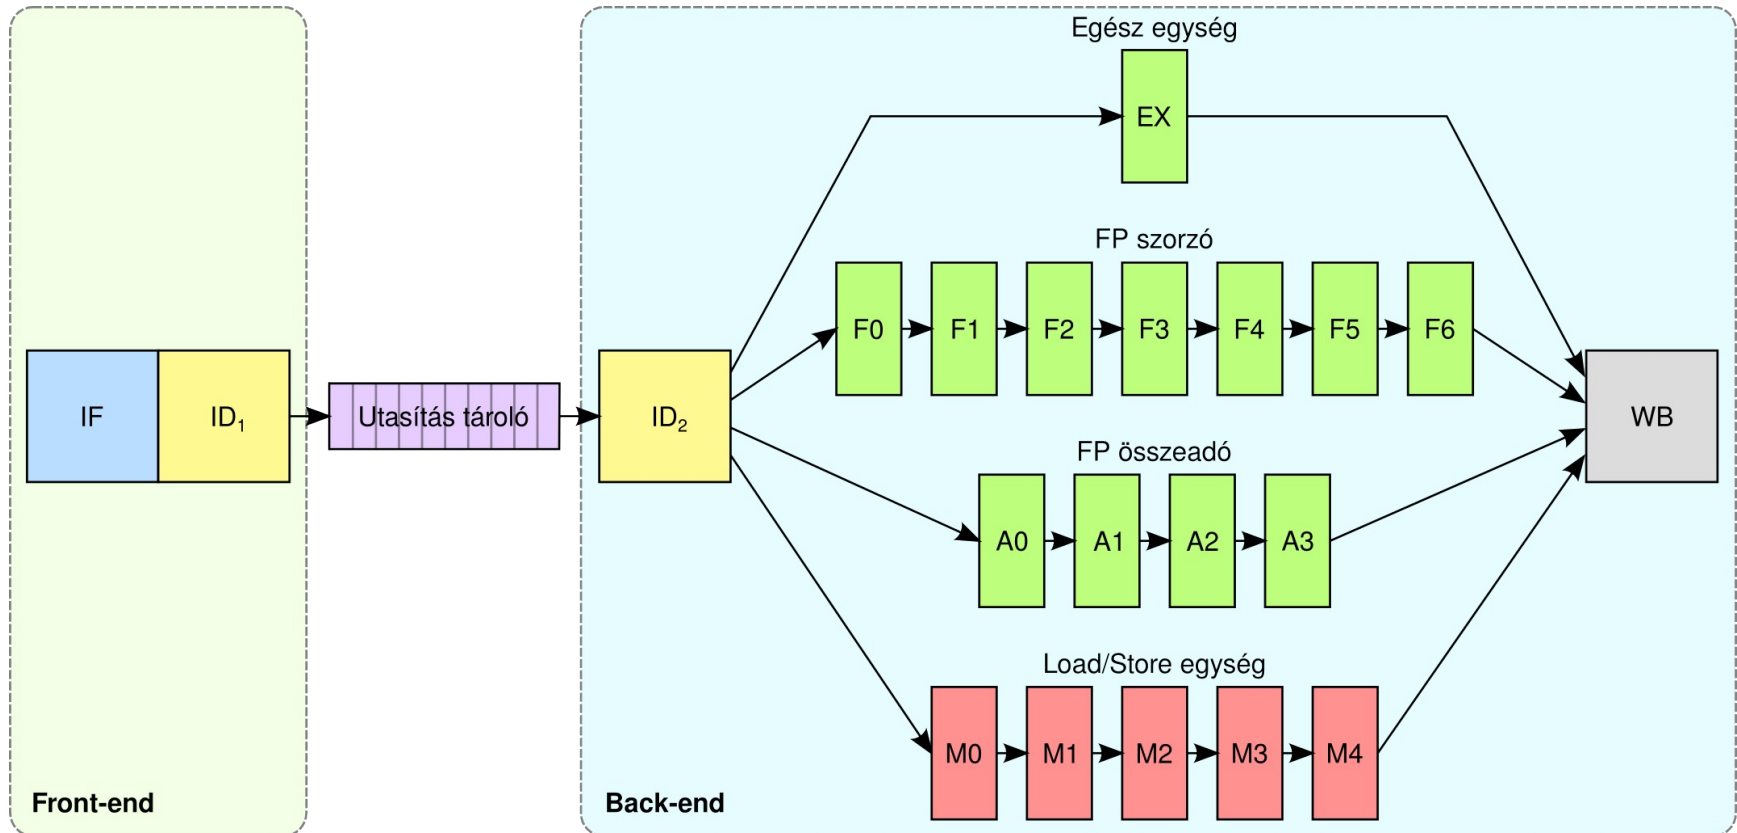 Egész egység
EX
FP szorzó
F0 F1 F2 F3 F4 F5 F6
IF ID₁ Utasítás tároló ID₂ WB
FP összeadó
A0 A1 A2 A3
Load/Store egység
M0 M1 M2 M3 M4
Front-end Back-end